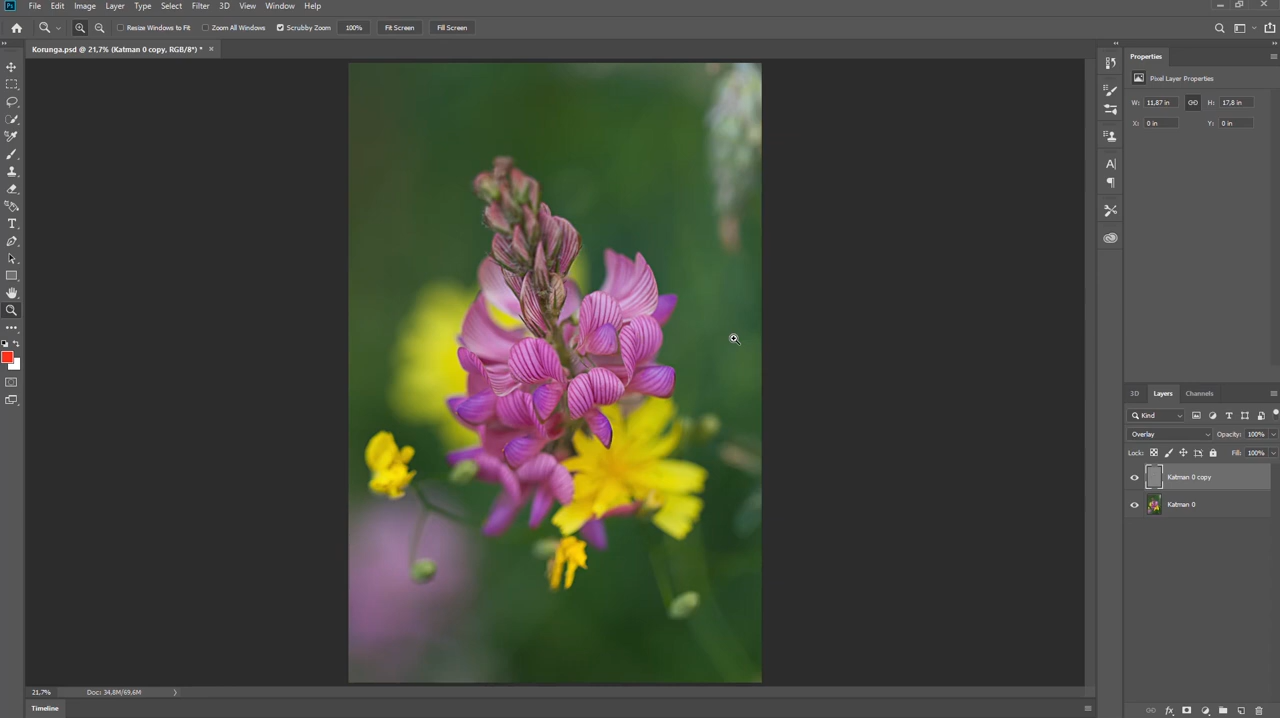 Ps File Edit Image Layer Type Select Filter 3D View Window Help
Resize Windows to Fit Zoom All Windows Scrubby Zoom 100% Fit Screen Fill Screen
Korunga.psd @ 21,7% (Katman 0 copy, RGB/8*) * ×
Properties
Pixel Layer Properties
W: 11.87 in H: 17.8 in
X: 0 in Y: 0 in
3D Layers Channels
Kind
Overlay Opacity: 100%
Lock: Fill: 100%
Katman 0 copy
Katman 0
21,7% Doc: 34,8M/69,6M
Timeline